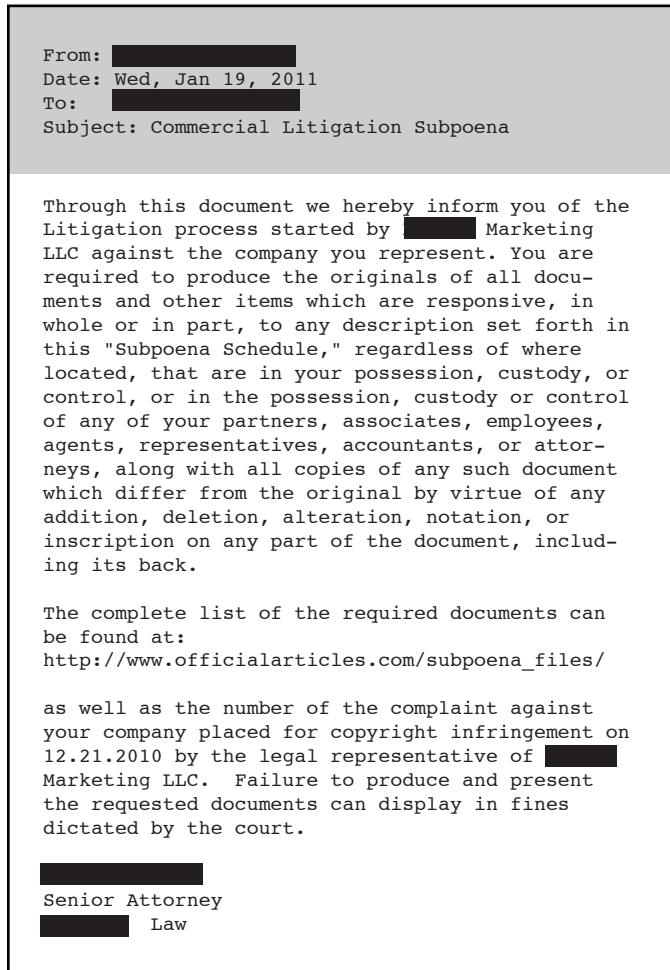 From:
Date: Wed, Jan 19, 2011
To:
Subject: Commercial Litigation Subpoena
Through this document we hereby inform you of the
Litigation process started by Marketing
LLC against the company you represent. You are
required to produce the originals of all docu-
ments and other items which are responsive, in
whole or in part, to any description set forth in
this "Subpoena Schedule," regardless of where
located, that are in your possession, custody, or
control, or in the possession, custody or control
of any of your partners, associates, employees,
agents, representatives, accountants, or attor-
neys, along with all copies of any such document
which differ from the original by virtue of any
addition, deletion, alteration, notation, or
inscription on any part of the document, includ-
ing its back.
The complete list of the required documents can
be found at:
http://www.officialarticles.com/subpoena_files/
as well as the number of the complaint against
your company placed for copyright infringement on
12.21.2010 by the legal representative of
Marketing LLC.  Failure to produce and present
the requested documents can display in fines
dictated by the court.
Senior Attorney
Law